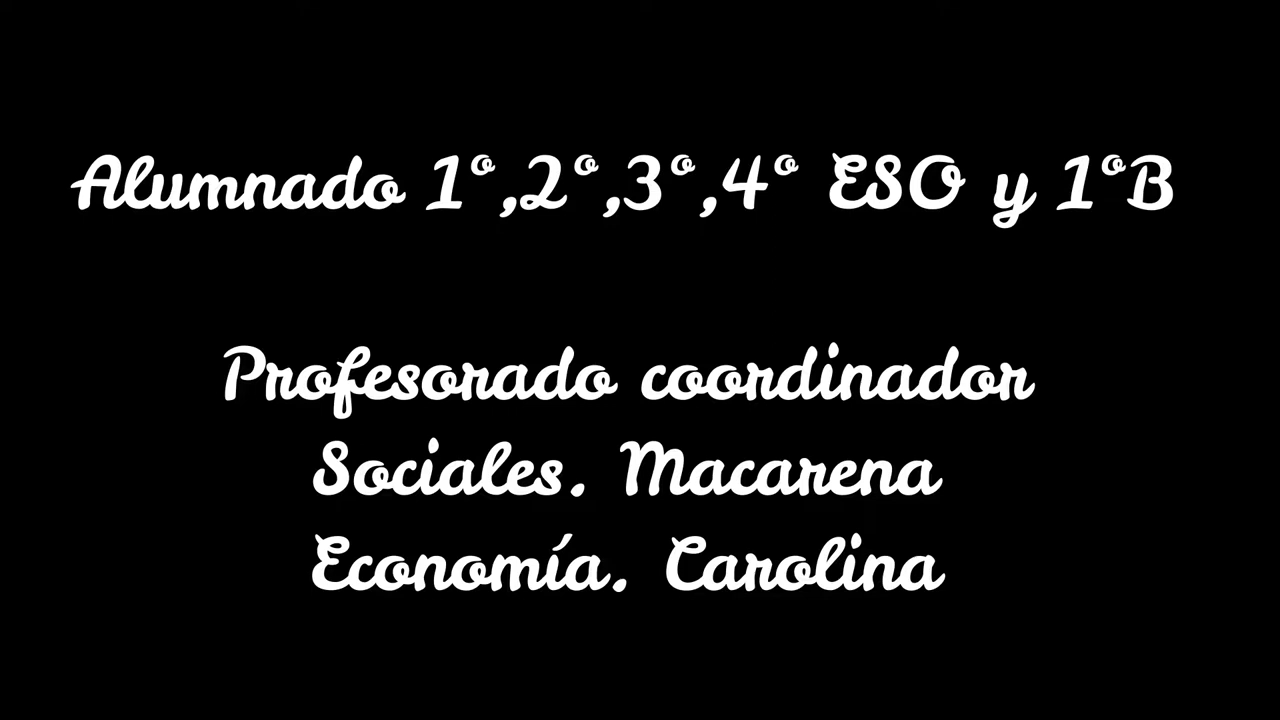 Alumnado 1º,2º,3º,4º ESO y 1ºB
Profesorado coordinador
Sociales. Macarena
Economía. Carolina